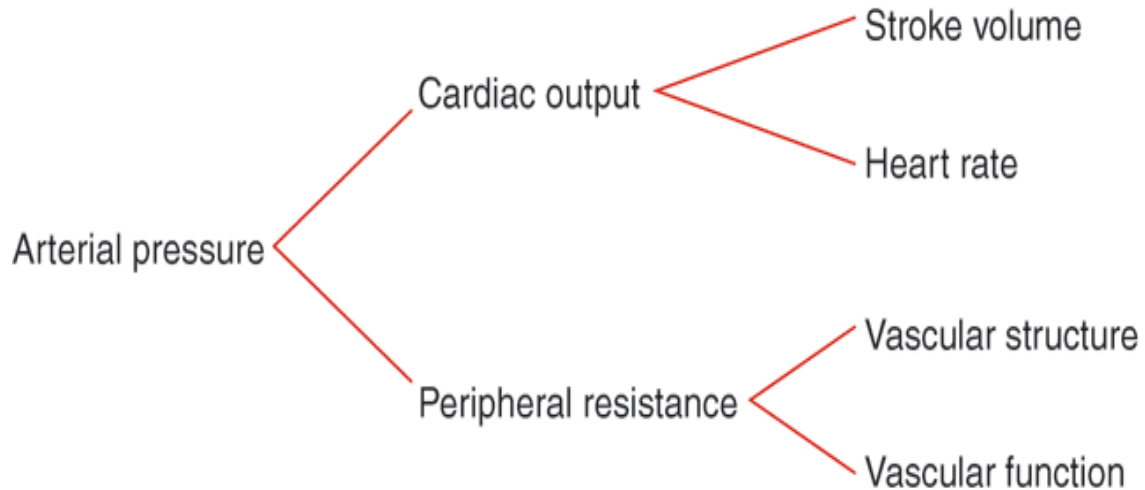 Stroke volume
Cardiac output
Heart rate
Arterial pressure
Vascular structure
Peripheral resistance
Vascular function